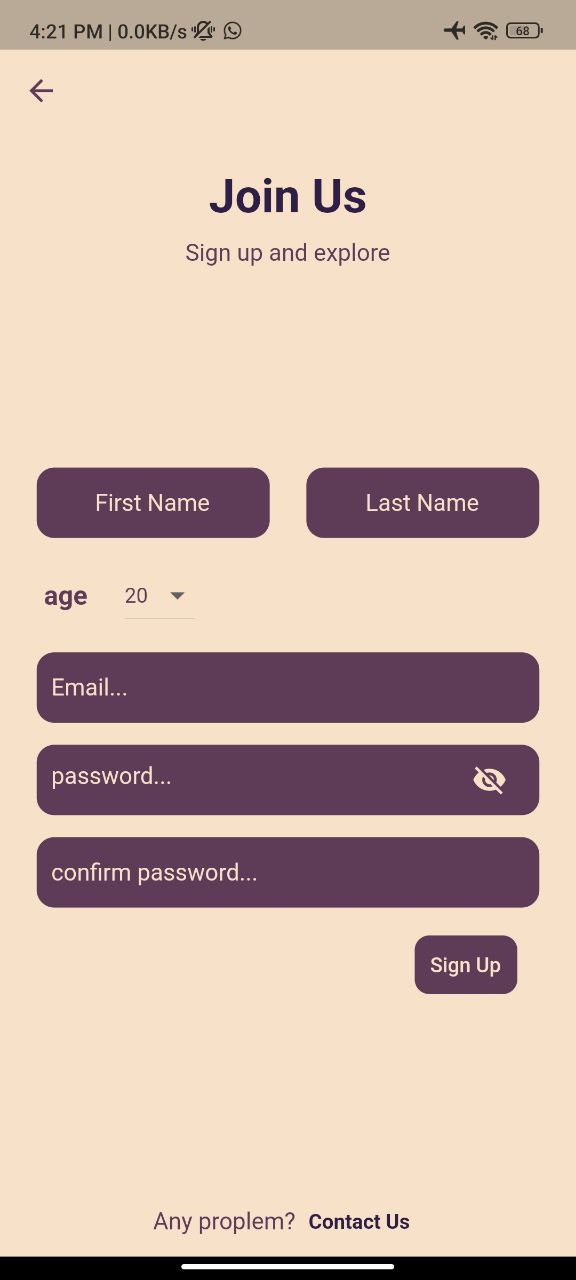 4:21 PM | 0.0KB/s 68
Join Us
Sign up and explore
First Name Last Name
age 20
Email...
password...
confirm password...
Sign Up
Any proplem? Contact Us